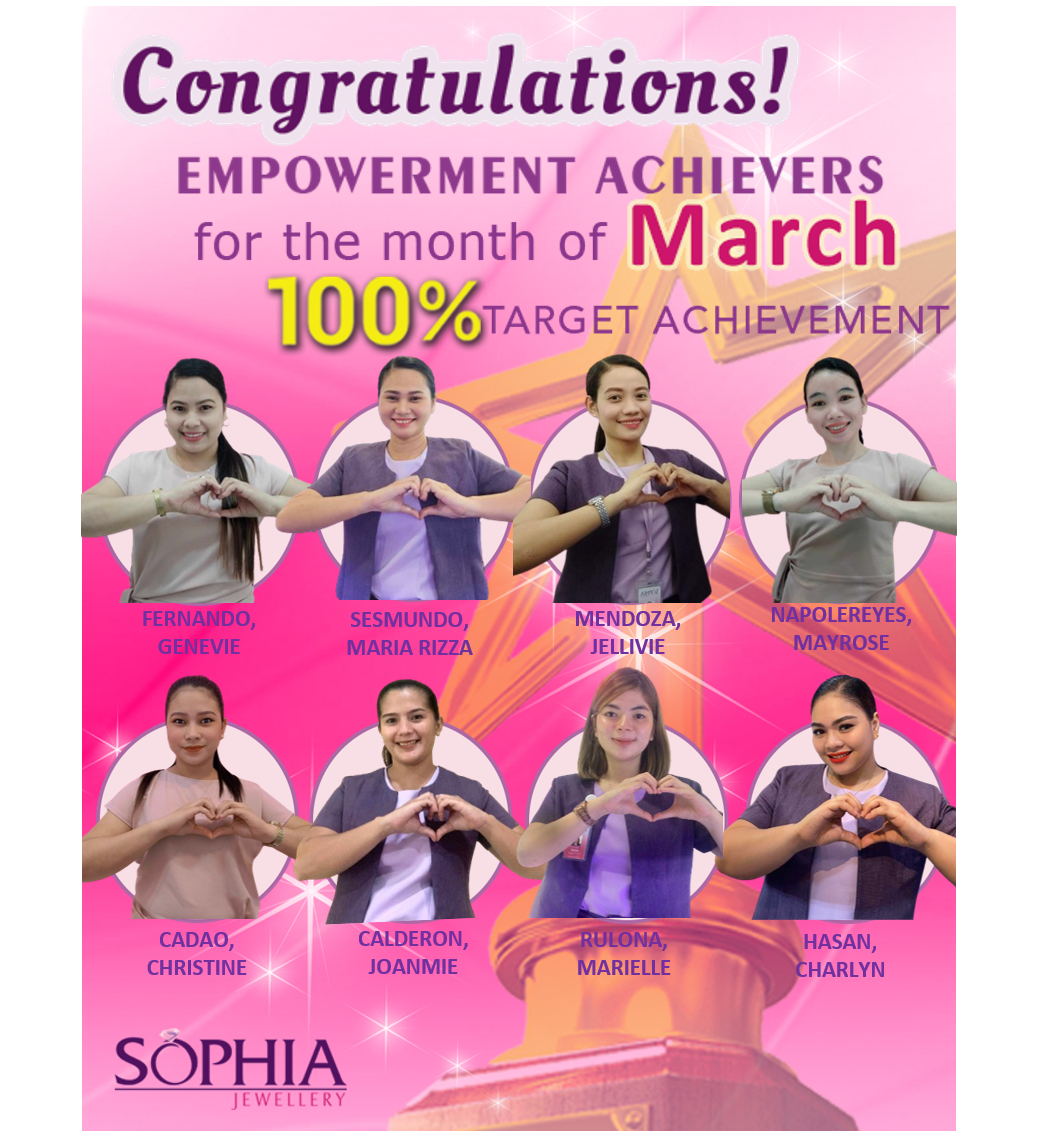 Congratulations!
EMPOWERMENT ACHIEVERS
for the month of March
100% TARGET ACHIEVEMENT
FERNANDO,
GENEVIE
SESMUNDO,
MARIA RIZZA
MENDOZA,
JELLIVIE
NAPOLEREYES,
MAYROSE
CADAO,
CHRISTINE
CALDERON,
JOANMIE
RULONA,
MARIELLE
HASAN,
CHARLYN
SOPHIA
JEWELLERY